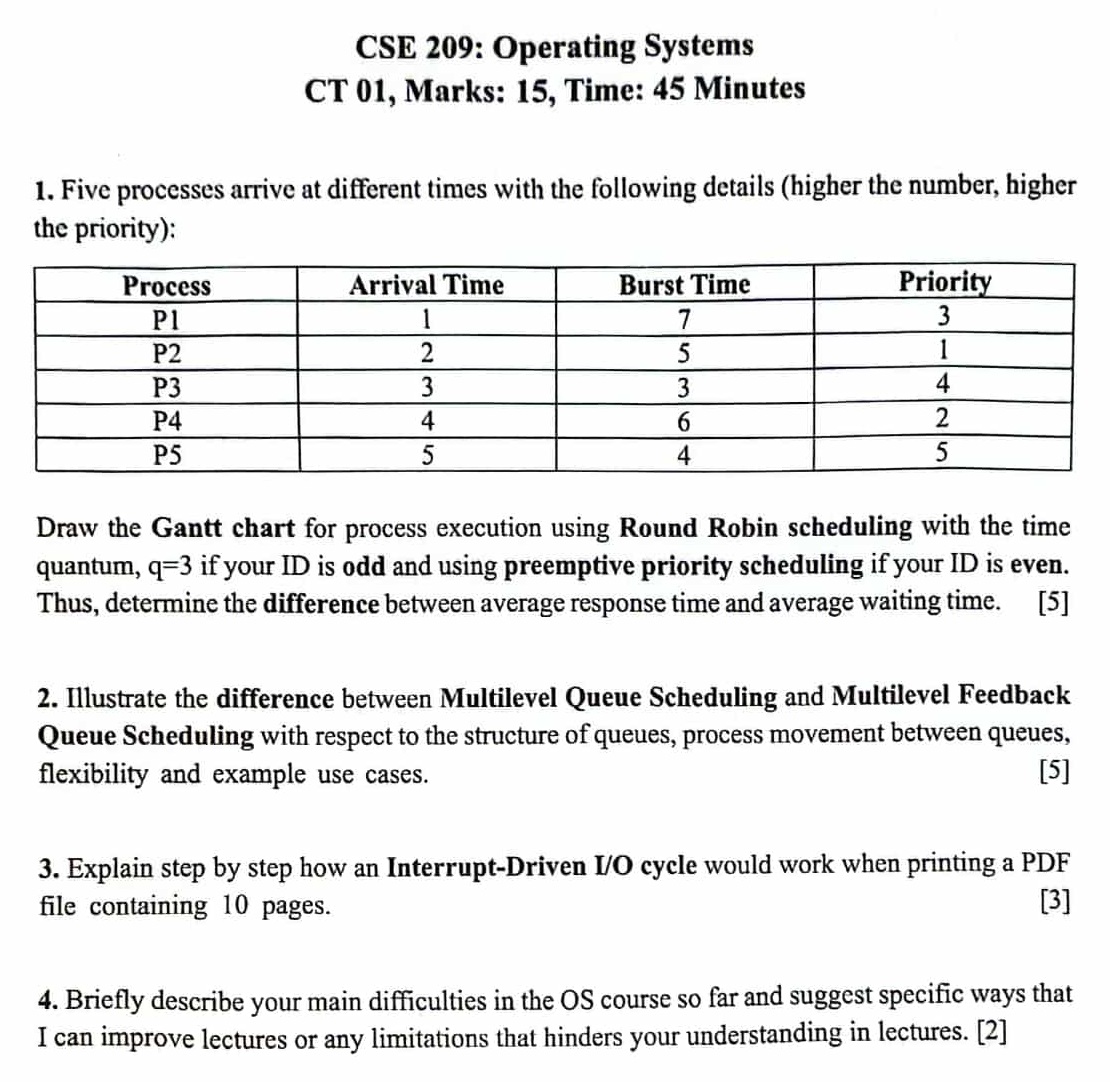 CSE 209: Operating Systems
CT 01, Marks: 15, Time: 45 Minutes
1. Five processes arrive at different times with the following details (higher the number, higher
the priority):
Process Arrival Time Burst Time Priority
P1 1 7 3
P2 2 5 1
P3 3 3 4
P4 4 6 2
P5 5 4 5
Draw the Gantt chart for process execution using Round Robin scheduling with the time
quantum, q=3 if your ID is odd and using preemptive priority scheduling if your ID is even.
Thus, determine the difference between average response time and average waiting time. [5]
2. Illustrate the difference between Multilevel Queue Scheduling and Multilevel Feedback
Queue Scheduling with respect to the structure of queues, process movement between queues,
flexibility and example use cases. [5]
3. Explain step by step how an Interrupt-Driven I/O cycle would work when printing a PDF
file containing 10 pages. [3]
4. Briefly describe your main difficulties in the OS course so far and suggest specific ways that
I can improve lectures or any limitations that hinders your understanding in lectures. [2]